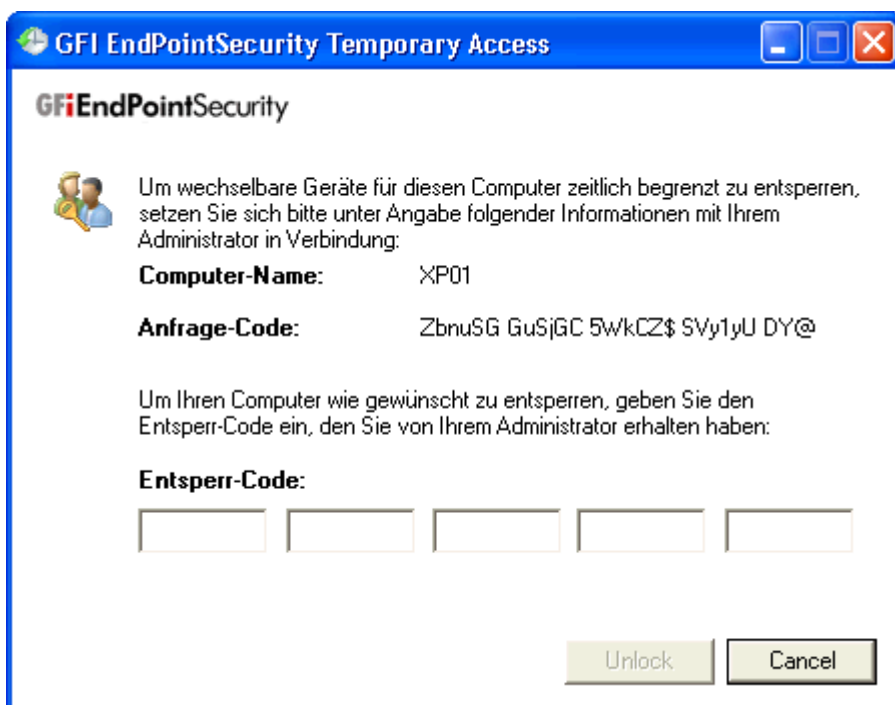 GFI EndPointSecurity Temporary Access
GFiEndPointSecurity
Um wechselbare Geräte für diesen Computer zeitlich begrenzt zu entsperren,
setzen Sie sich bitte unter Angabe folgender Informationen mit Ihrem
Administrator in Verbindung:
Computer-Name: XP01
Anfrage-Code: ZbnuSG GuSjGC 5WkCZ$ SVy1yU DY@
Um Ihren Computer wie gewünscht zu entsperren, geben Sie den
Entsperr-Code ein, den Sie von Ihrem Administrator erhalten haben:
Entsperr-Code:
Unlock Cancel